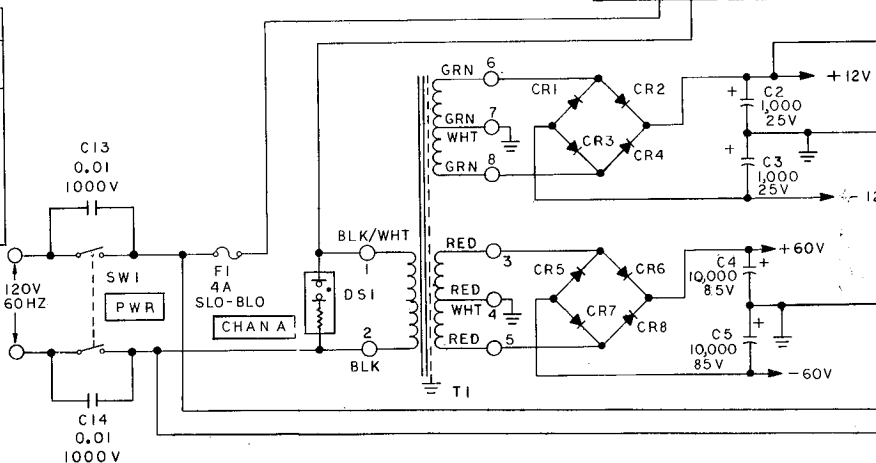 C13
0.01
1000V
120V
60HZ
SW1
PWR
F1
4A
SLO-BLO
CHAN A
C14
0.01
1000V
BLK/WHT
1
DS1
2
BLK
T1
GRN 6
GRN 7
WHT
GRN 8
CR1
CR2
CR3
CR4
+12V
+ C2
1,000
25V
+ C3
1,000
25V
- 12
RED
3
RED
WHT 4
RED 5
CR5
CR6
CR7
CR8
+60V
C4 +
10,000
85V
C5 +
10,000
85V
-60V